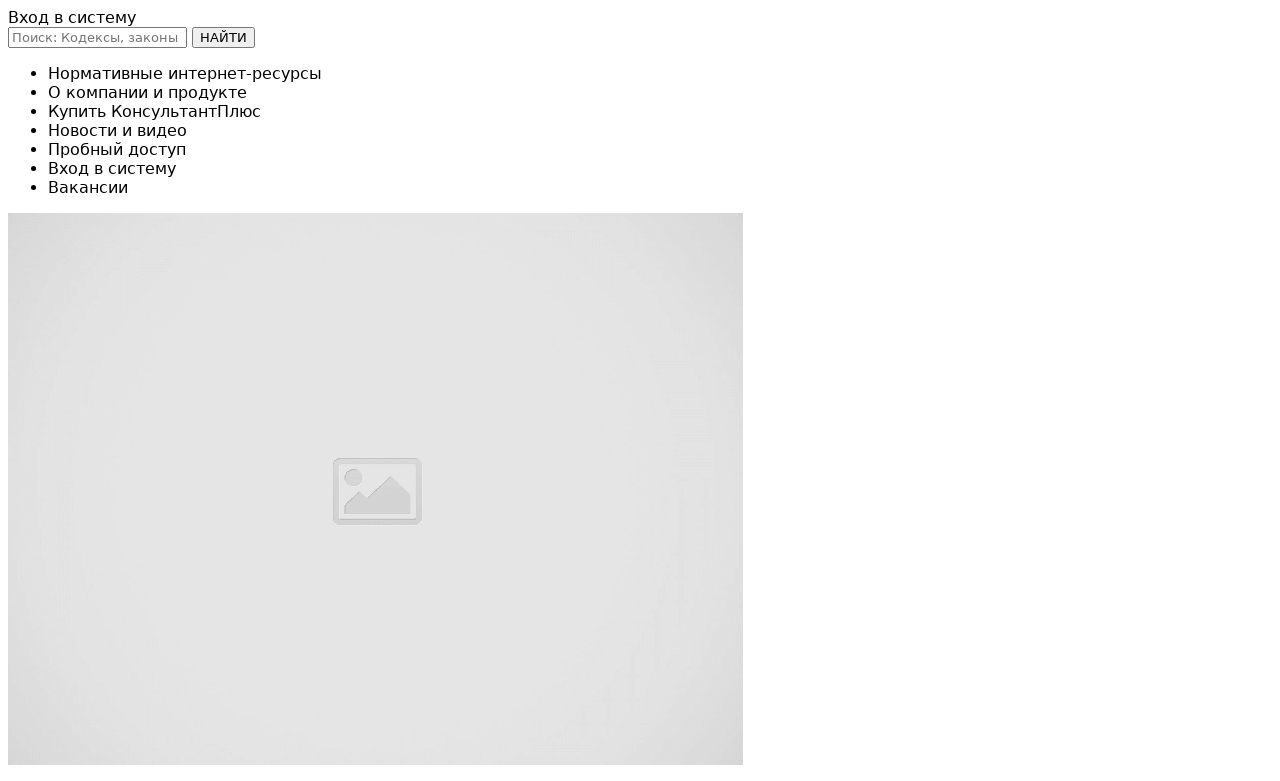 Вход в систему
Поиск: Кодексы, законы НАЙТИ
Нормативные интернет-ресурсы
О компании и продукте
Купить КонсультантПлюс
Новости и видео
Пробный доступ
Вход в систему
Вакансии